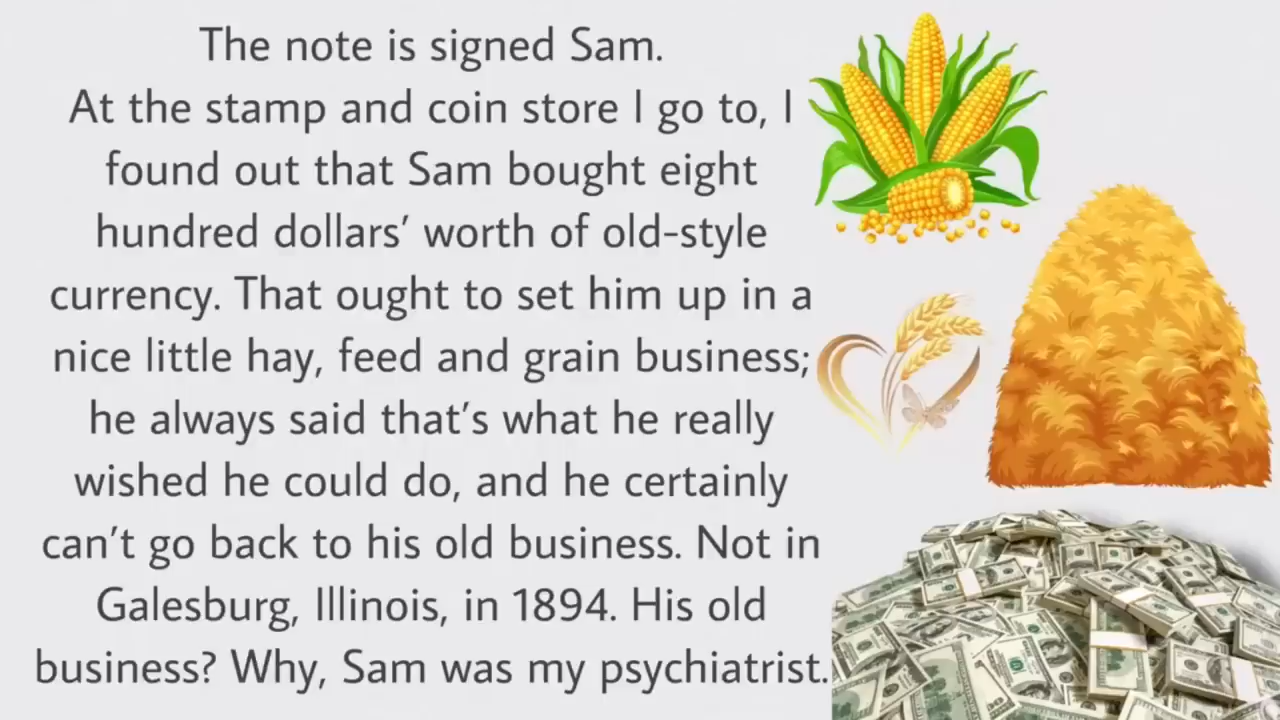 The note is signed Sam.
At the stamp and coin store I go to, I
found out that Sam bought eight
hundred dollars’ worth of old-style
currency. That ought to set him up in a
nice little hay, feed and grain business;
he always said that’s what he really
wished he could do, and he certainly
can’t go back to his old business. Not in
Galesburg, Illinois, in 1894. His old
business? Why, Sam was my psychiatrist.